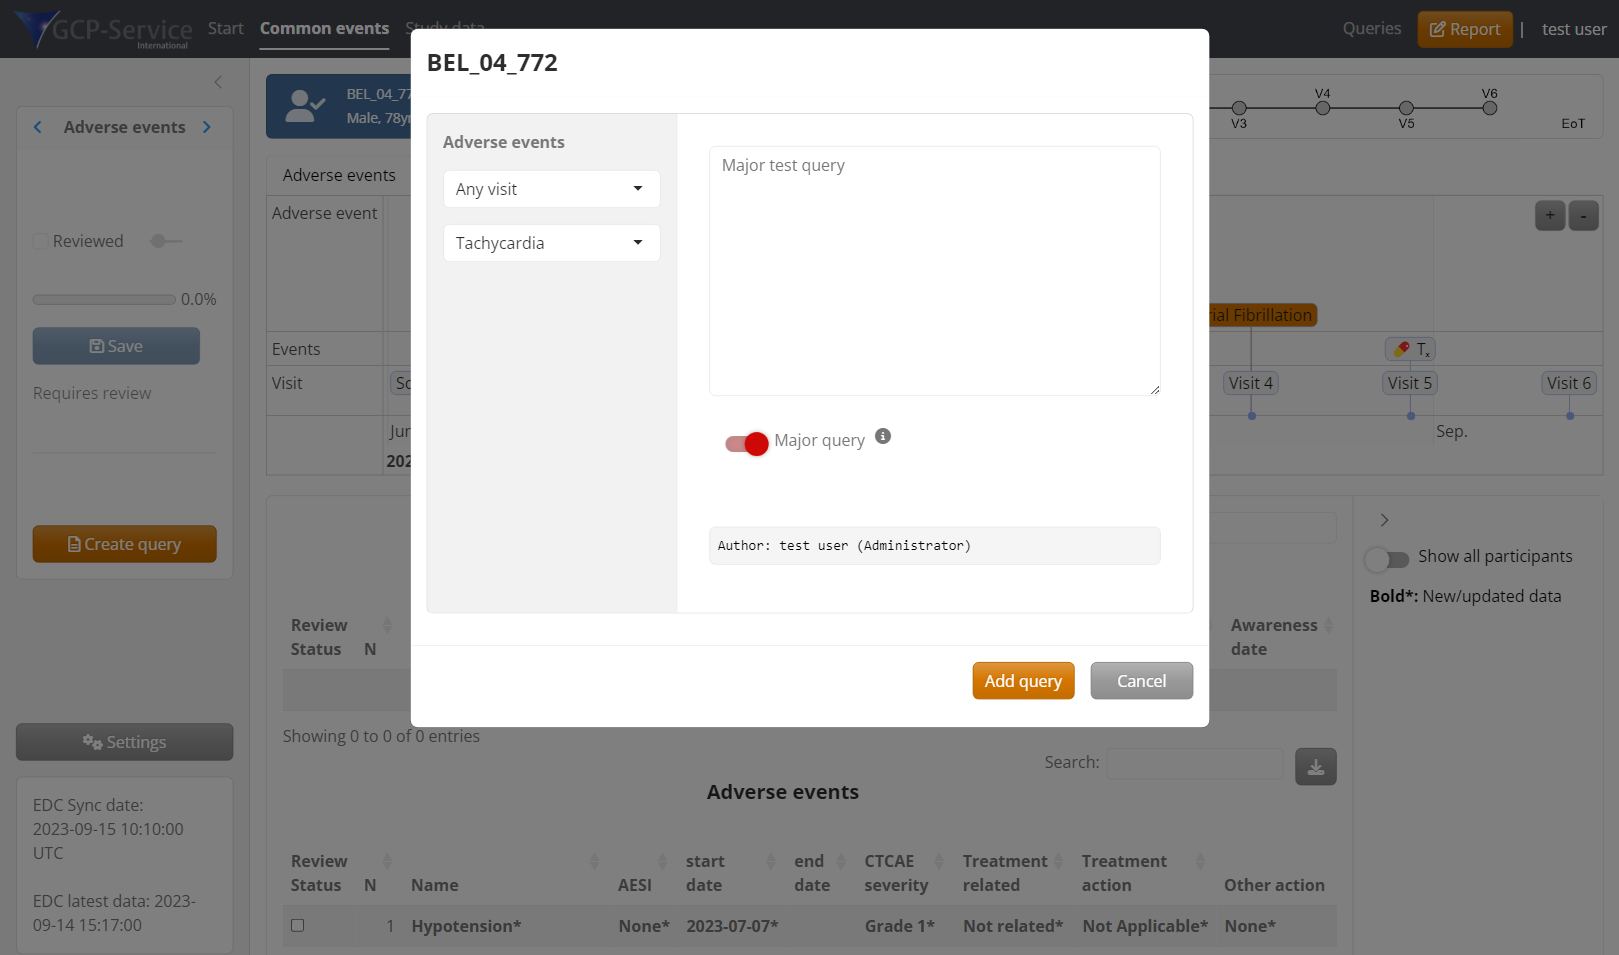 GCP-Service
International
Start
Common events
Study data
Queries
Report
|
test user
BEL_04_772
Adverse events
Any visit
Tachycardia
Major test query
Major query
Author: test user (Administrator)
Add query
Cancel
Adverse events
Reviewed
0.0%
Save
Requires review
Create query
Settings
EDC Sync date:
2023-09-15 10:10:00
UTC
EDC latest data: 2023-
09-14 15:17:00
BEL_04_77
Male, 78yr
V3
V4
V5
V6
EoT
Adverse events
Adverse event
+
-
rial Fibrillation
Events
Tx
Visit
Sc
Visit 4
Visit 5
Visit 6
Jun
Sep.
202
Show all participants
Bold*: New/updated data
Review
Status
N
Awareness
date
Showing 0 to 0 of 0 entries
Search:
Adverse events
Review
Status
N
Name
AESI
start
date
end
date
CTCAE
severity
Treatment
related
Treatment
action
Other action
1
Hypotension*
None*
2023-07-07*
Grade 1*
Not related*
Not Applicable*
None*